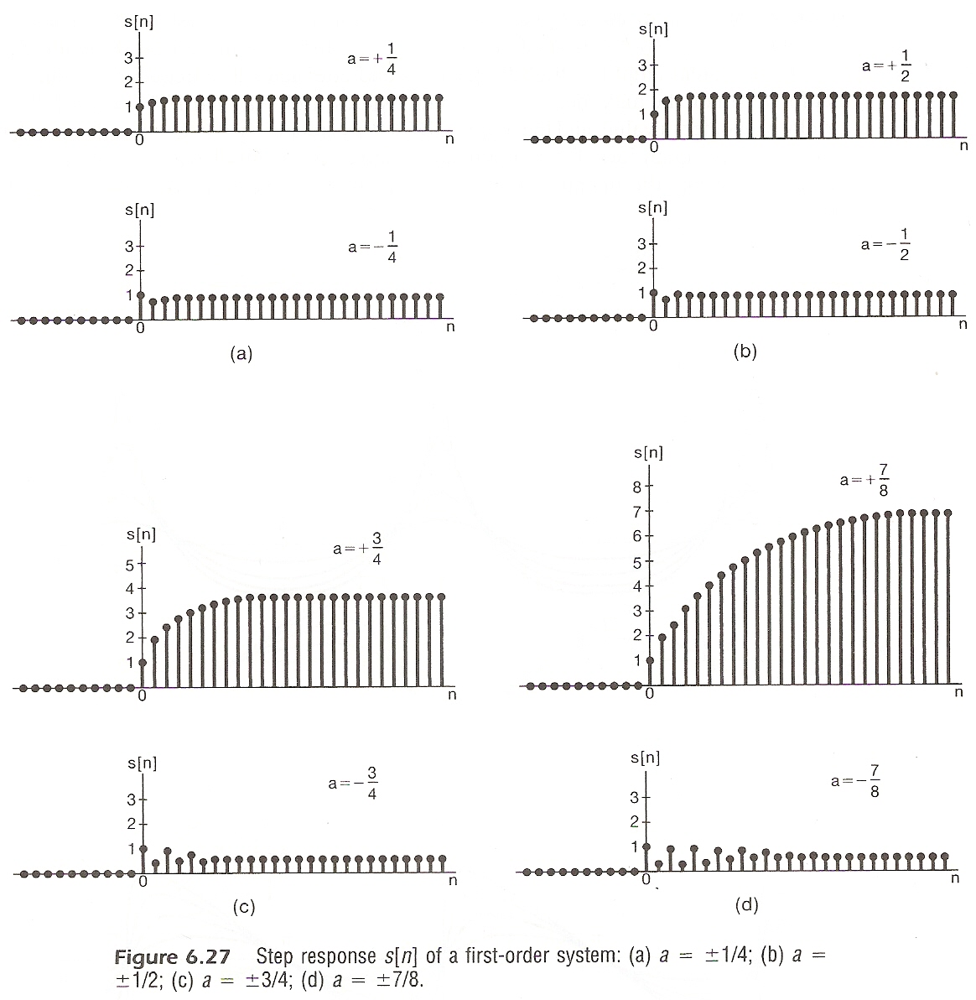 s[n]
3
2
1
0
n
a=+1/4
s[n]
3
2
1
0
n
a=-1/4
(a)
s[n]
3
2
1
0
n
a=+1/2
s[n]
3
2
1
0
n
a=-1/2
(b)
s[n]
5
4
3
2
1
0
n
a=+3/4
s[n]
3
2
1
0
n
a=-3/4
(c)
s[n]
8
7
6
5
4
3
2
1
0
n
a=+7/8
s[n]
3
2
1
0
n
a=-7/8
(d)
Figure 6.27 Step response s[n] of a first-order system: (a) a = ±1/4; (b) a =
±1/2; (c) a = ±3/4; (d) a = ±7/8.